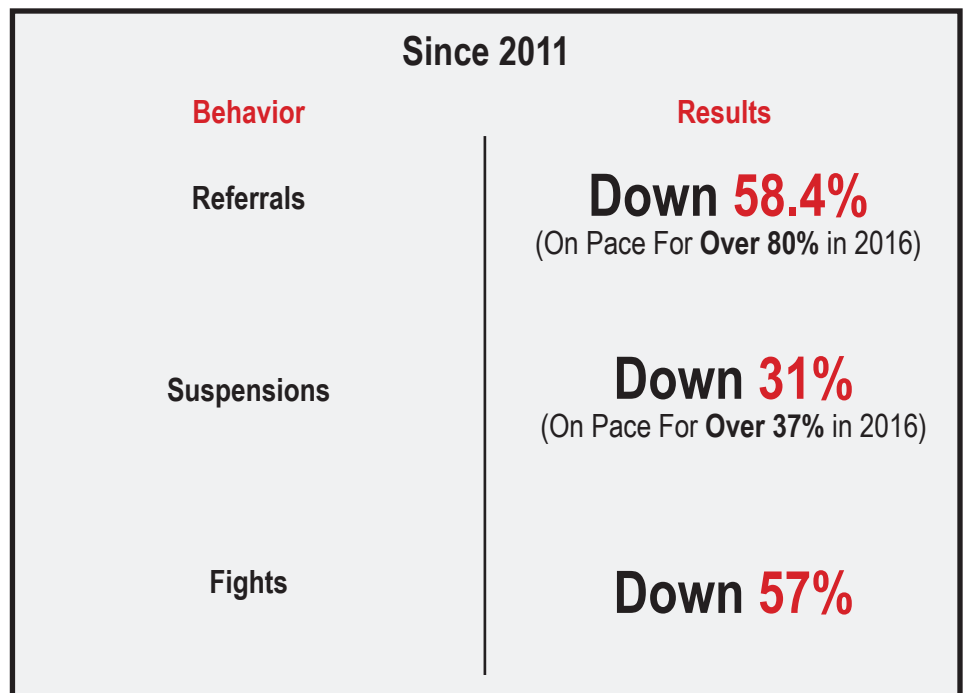 Since 2011
Behavior
Results
Referrals
Down 58.4%
(On Pace For Over 80% in 2016)
Suspensions
Down 31%
(On Pace For Over 37% in 2016)
Fights
Down 57%